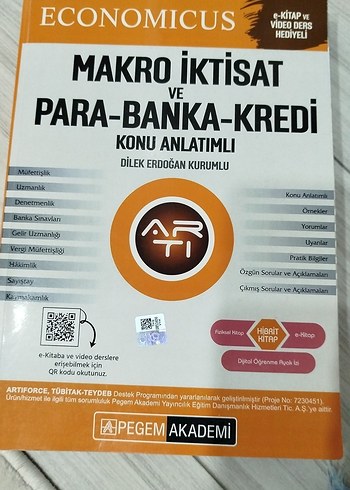 ECONOMICUS
e-KİTAP ve
VİDEO DERS
HEDİYELİ
MAKRO İKTİSAT
VE
PARA-BANKA-KREDİ
KONU ANLATIMLI
DİLEK ERDOĞAN KURUMLU
Müfettişlik
Uzmanlık
Denetmenlik
Banka Sınavları
Gelir Uzmanlığı
Vergi Müfettişliği
Hâkimlik
Sayıştay
Kaymakamlık
ARTI
Konu Anlatımlı
Örnekler
Yorumlar
Uyarılar
Pratik Bilgiler
Özgün Sorular ve Açıklamaları
Çıkmış Sorular ve Açıklamaları
e-Kitaba ve video derslere
erişebilmek için
QR kodu okutunuz.
Fiziksel Kitap
HİBRİT
KİTAP
e-Kitap
Dijital Öğrenme Ayak İzi
ARTIFORCE, TÜBİTAK-TEYDEB Destek Programından yararlanılarak geliştirilmiştir (Proje No: 7230451).
Ürün/hizmet ile ilgili tüm sorumluluk Pegem Akademi Yayıncılık Eğitim Danışmanlık Hizmetleri Tic. A.Ş.'ye aittir.
PEGEM AKADEMİ